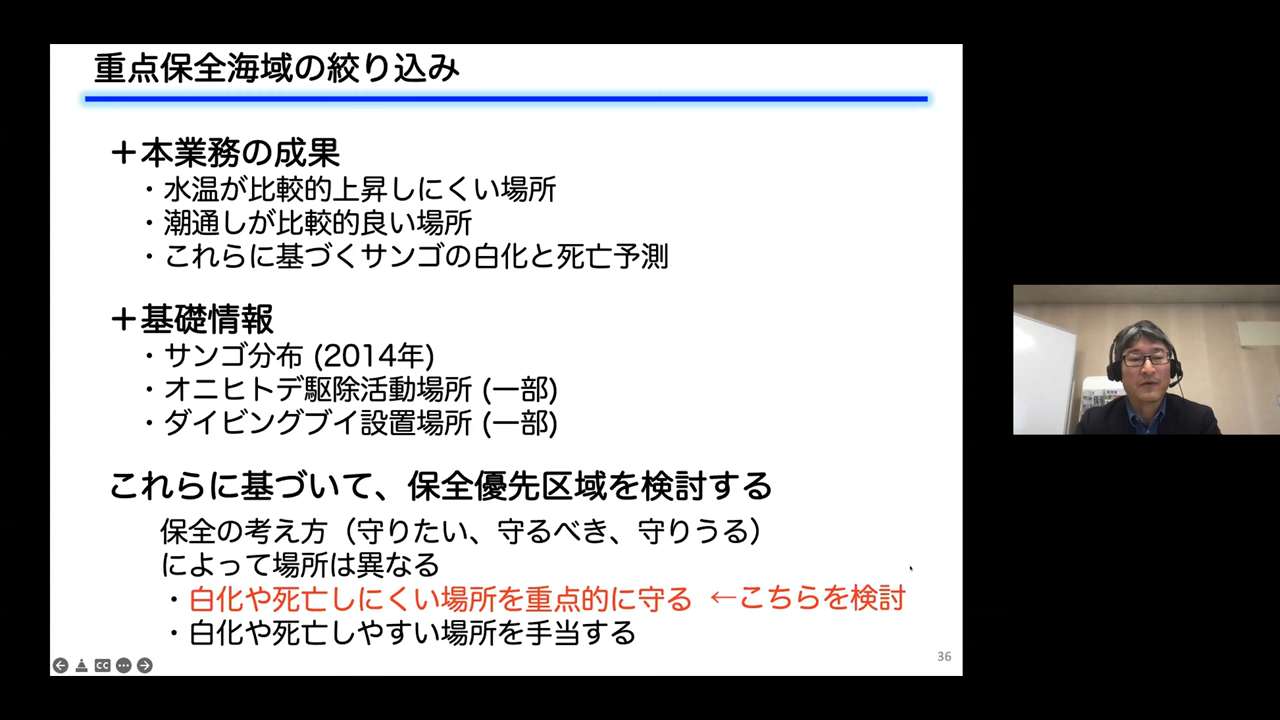 重点保全海域の絞り込み
＋本業務の成果
・水温が比較的上昇しにくい場所
・潮通しが比較的良い場所
・これらに基づくサンゴの白化と死亡予測
＋基礎情報
・サンゴ分布 (2014年)
・オニヒトデ駆除活動場所 (一部)
・ダイビングブイ設置場所 (一部)
これらに基づいて、保全優先区域を検討する
保全の考え方（守りたい、守るべき、守りうる）
によって場所は異なる
・白化や死亡しにくい場所を重点的に守る ←こちらを検討
・白化や死亡しやすい場所を手当する
CC
36